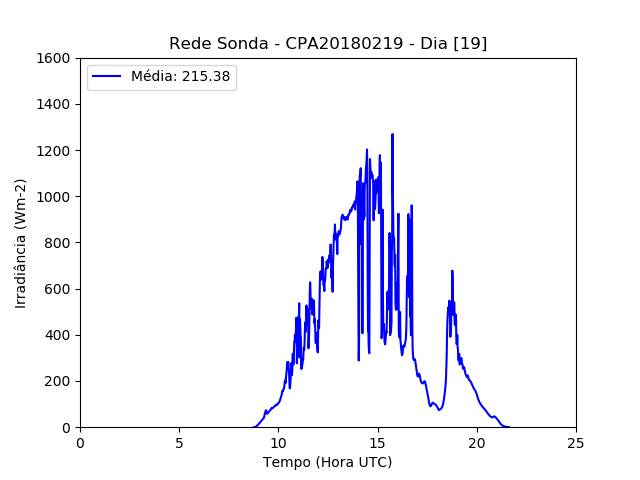 Rede Sonda - CPA20180219 - Dia [19]
Média: 215.38
1600
1400
1200
1000
800
600
400
200
0
Irradiância (Wm-2)
0 5 10 15 20 25
Tempo (Hora UTC)